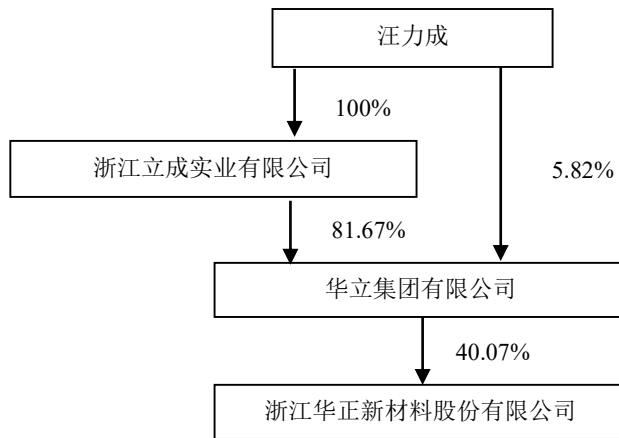 汪力成
100%
浙江立成实业有限公司
5.82%
81.67%
华立集团有限公司
40.07%
浙江华正新材料股份有限公司